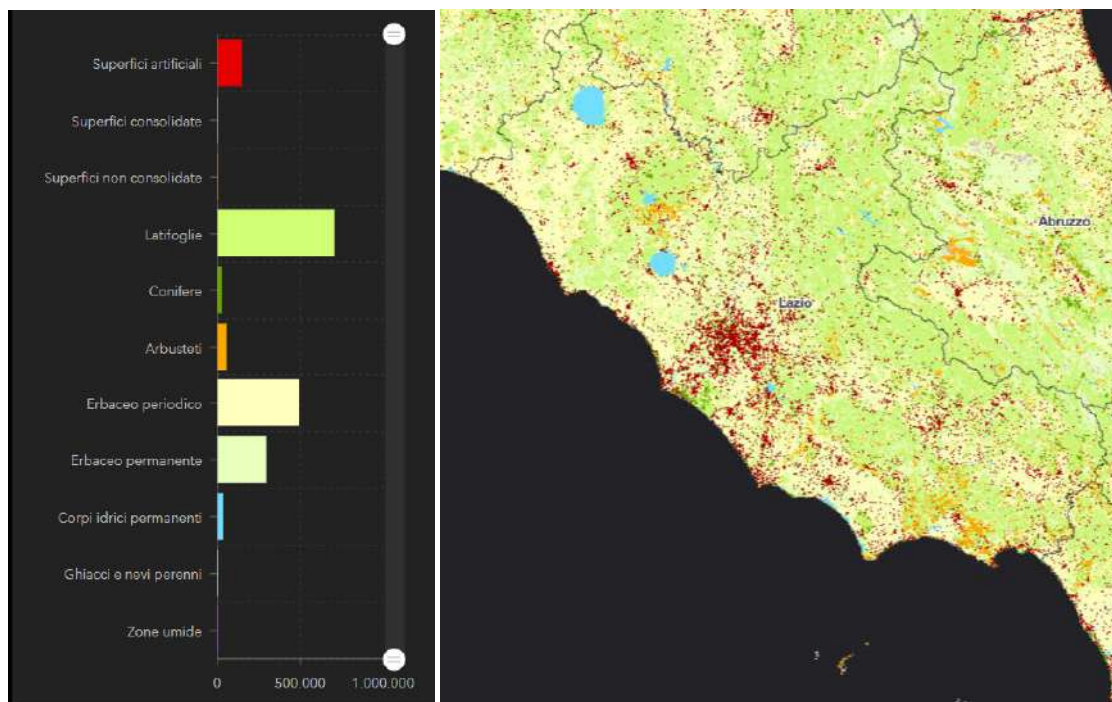 Superfici artificiali
Superfici consolidate
Superfici non consolidate
Latifoglie
Conifere
Arbusteti
Erbaceo periodico
Erbaceo permanente
Corpi idrici permanenti
Ghiacci e nevi perenni
Zone umide
0 500.000 1.000.000
Abruzzo
Lazio